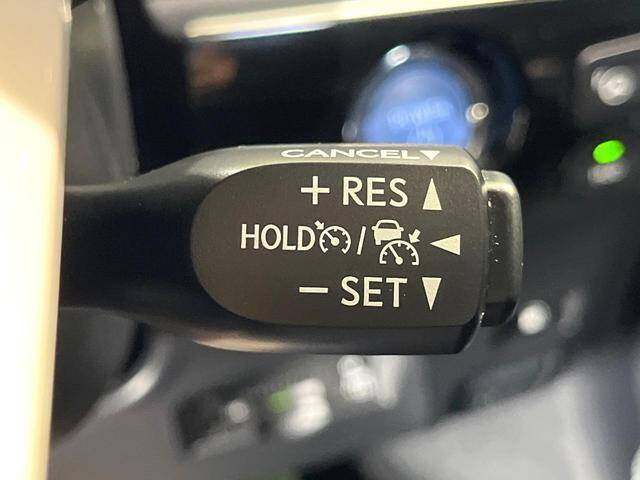 CANCEL▼
+ RES ▲
HOLD / ◀
− SET ▼